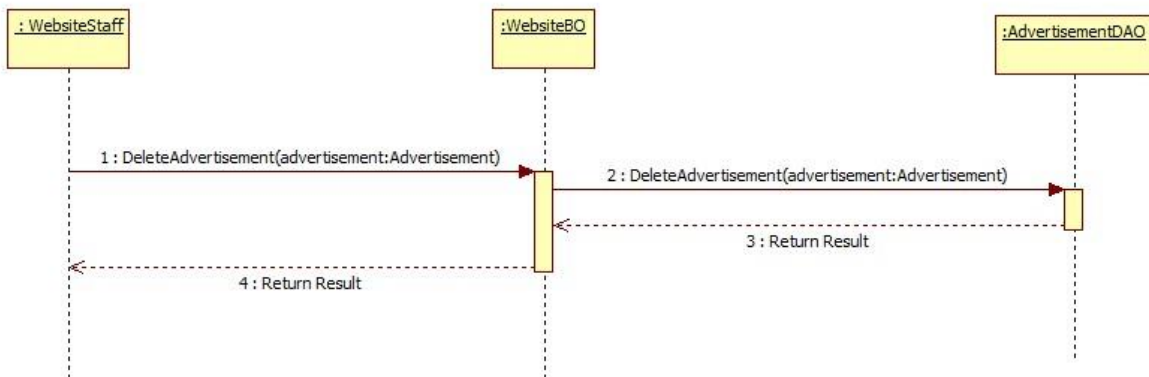 : WebsiteStaff
:WebsiteBO
:AdvertisementDAO
1 : DeleteAdvertisement(advertisement:Advertisement)
2 : DeleteAdvertisement(advertisement:Advertisement)
3 : Return Result
4 : Return Result